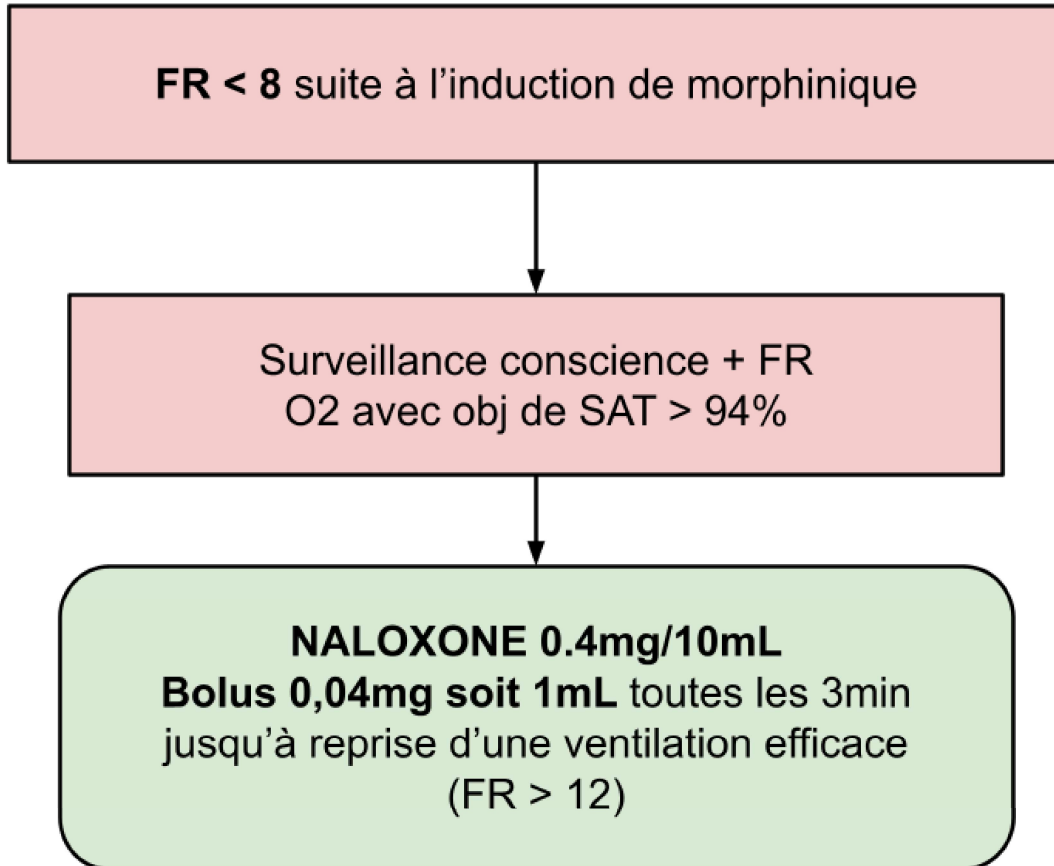 FR < 8 suite à l’induction de morphinique
Surveillance conscience + FR
O2 avec obj de SAT > 94%
NALOXONE 0.4mg/10mL
Bolus 0,04mg soit 1mL toutes les 3min
jusqu’à reprise d’une ventilation efficace
(FR > 12)